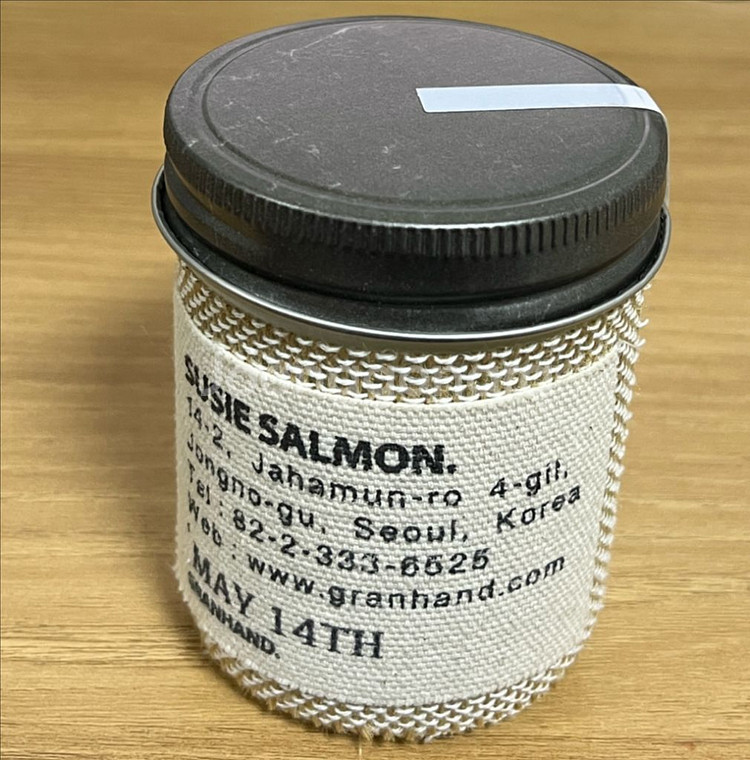 SUSIE SALMON.
14-2, Jahamun-ro 4-gil,
Jongno-gu, Seoul, Korea
Tel : 82-2-333-6525
Web : www.granhand.com
MAY 14TH
GRANHAND.